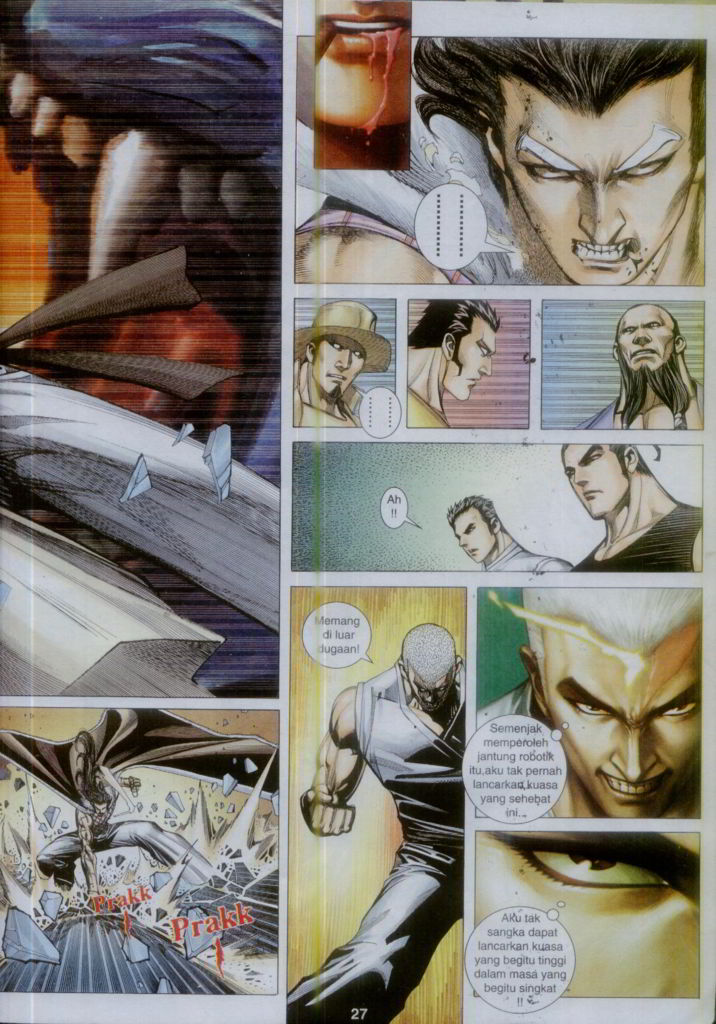 Prakk
!
Prakk
!
Ah
!!
Memang
di luar
dugaan!
Semenjak
memperoleh
jantung robotik
itu,aku tak pernah
lancarkan kuasa
yang sehebat
ini..
Aku tak
sangka dapat
lancarkan kuasa
yang begitu tinggi
dalam masa yang
begitu singkat
!!
27